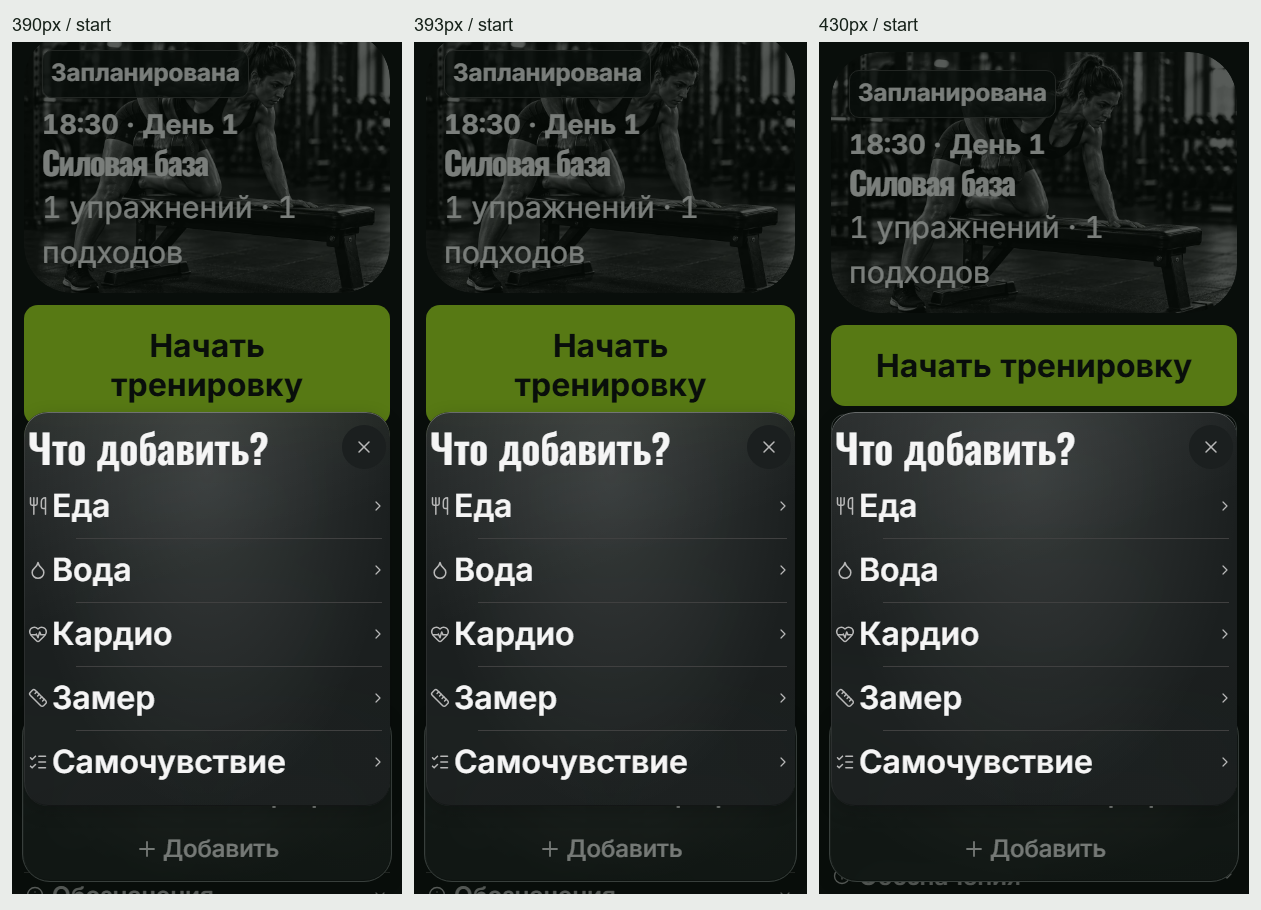 390px / start
Запланирована
18:30 · День 1
Силовая база
1 упражнений · 1
подходов
Начать
тренировку
Что добавить?
Еда
Вода
Кардио
Замер
Самочувствие
+ Добавить
Обозначения
393px / start
Запланирована
18:30 · День 1
Силовая база
1 упражнений · 1
подходов
Начать
тренировку
Что добавить?
Еда
Вода
Кардио
Замер
Самочувствие
+ Добавить
Обозначения
430px / start
Запланирована
18:30 · День 1
Силовая база
1 упражнений · 1
подходов
Начать тренировку
Что добавить?
Еда
Вода
Кардио
Замер
Самочувствие
+ Добавить
Обозначения